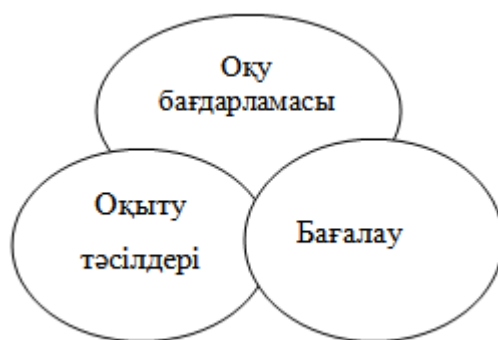 Оқу
бағдарламасы
Оқыту
тәсілдері
Бағалау